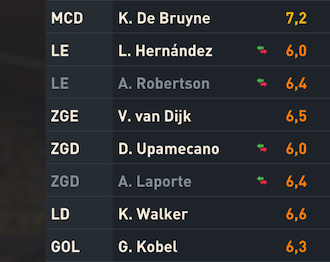 MCD K. De Bruyne 7,2
LE L. Hernández 6,0
LE A. Robertson 6,4
ZGE V. van Dijk 6,5
ZGD D. Upamecano 6,0
ZGD A. Laporte 6,4
LD K. Walker 6,6
GOL G. Kobel 6,3